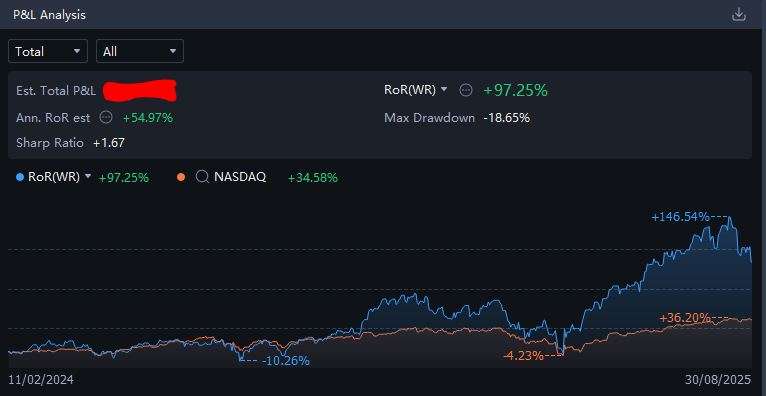 P&L Analysis
Total All
Est. Total P&L RoR(WR) +97.25%
Ann. RoR est +54.97% Max Drawdown -18.65%
Sharp Ratio +1.67
RoR(WR) +97.25% NASDAQ +34.58%
+146.54%
+36.20%
-4.23%
-10.26%
11/02/2024 30/08/2025